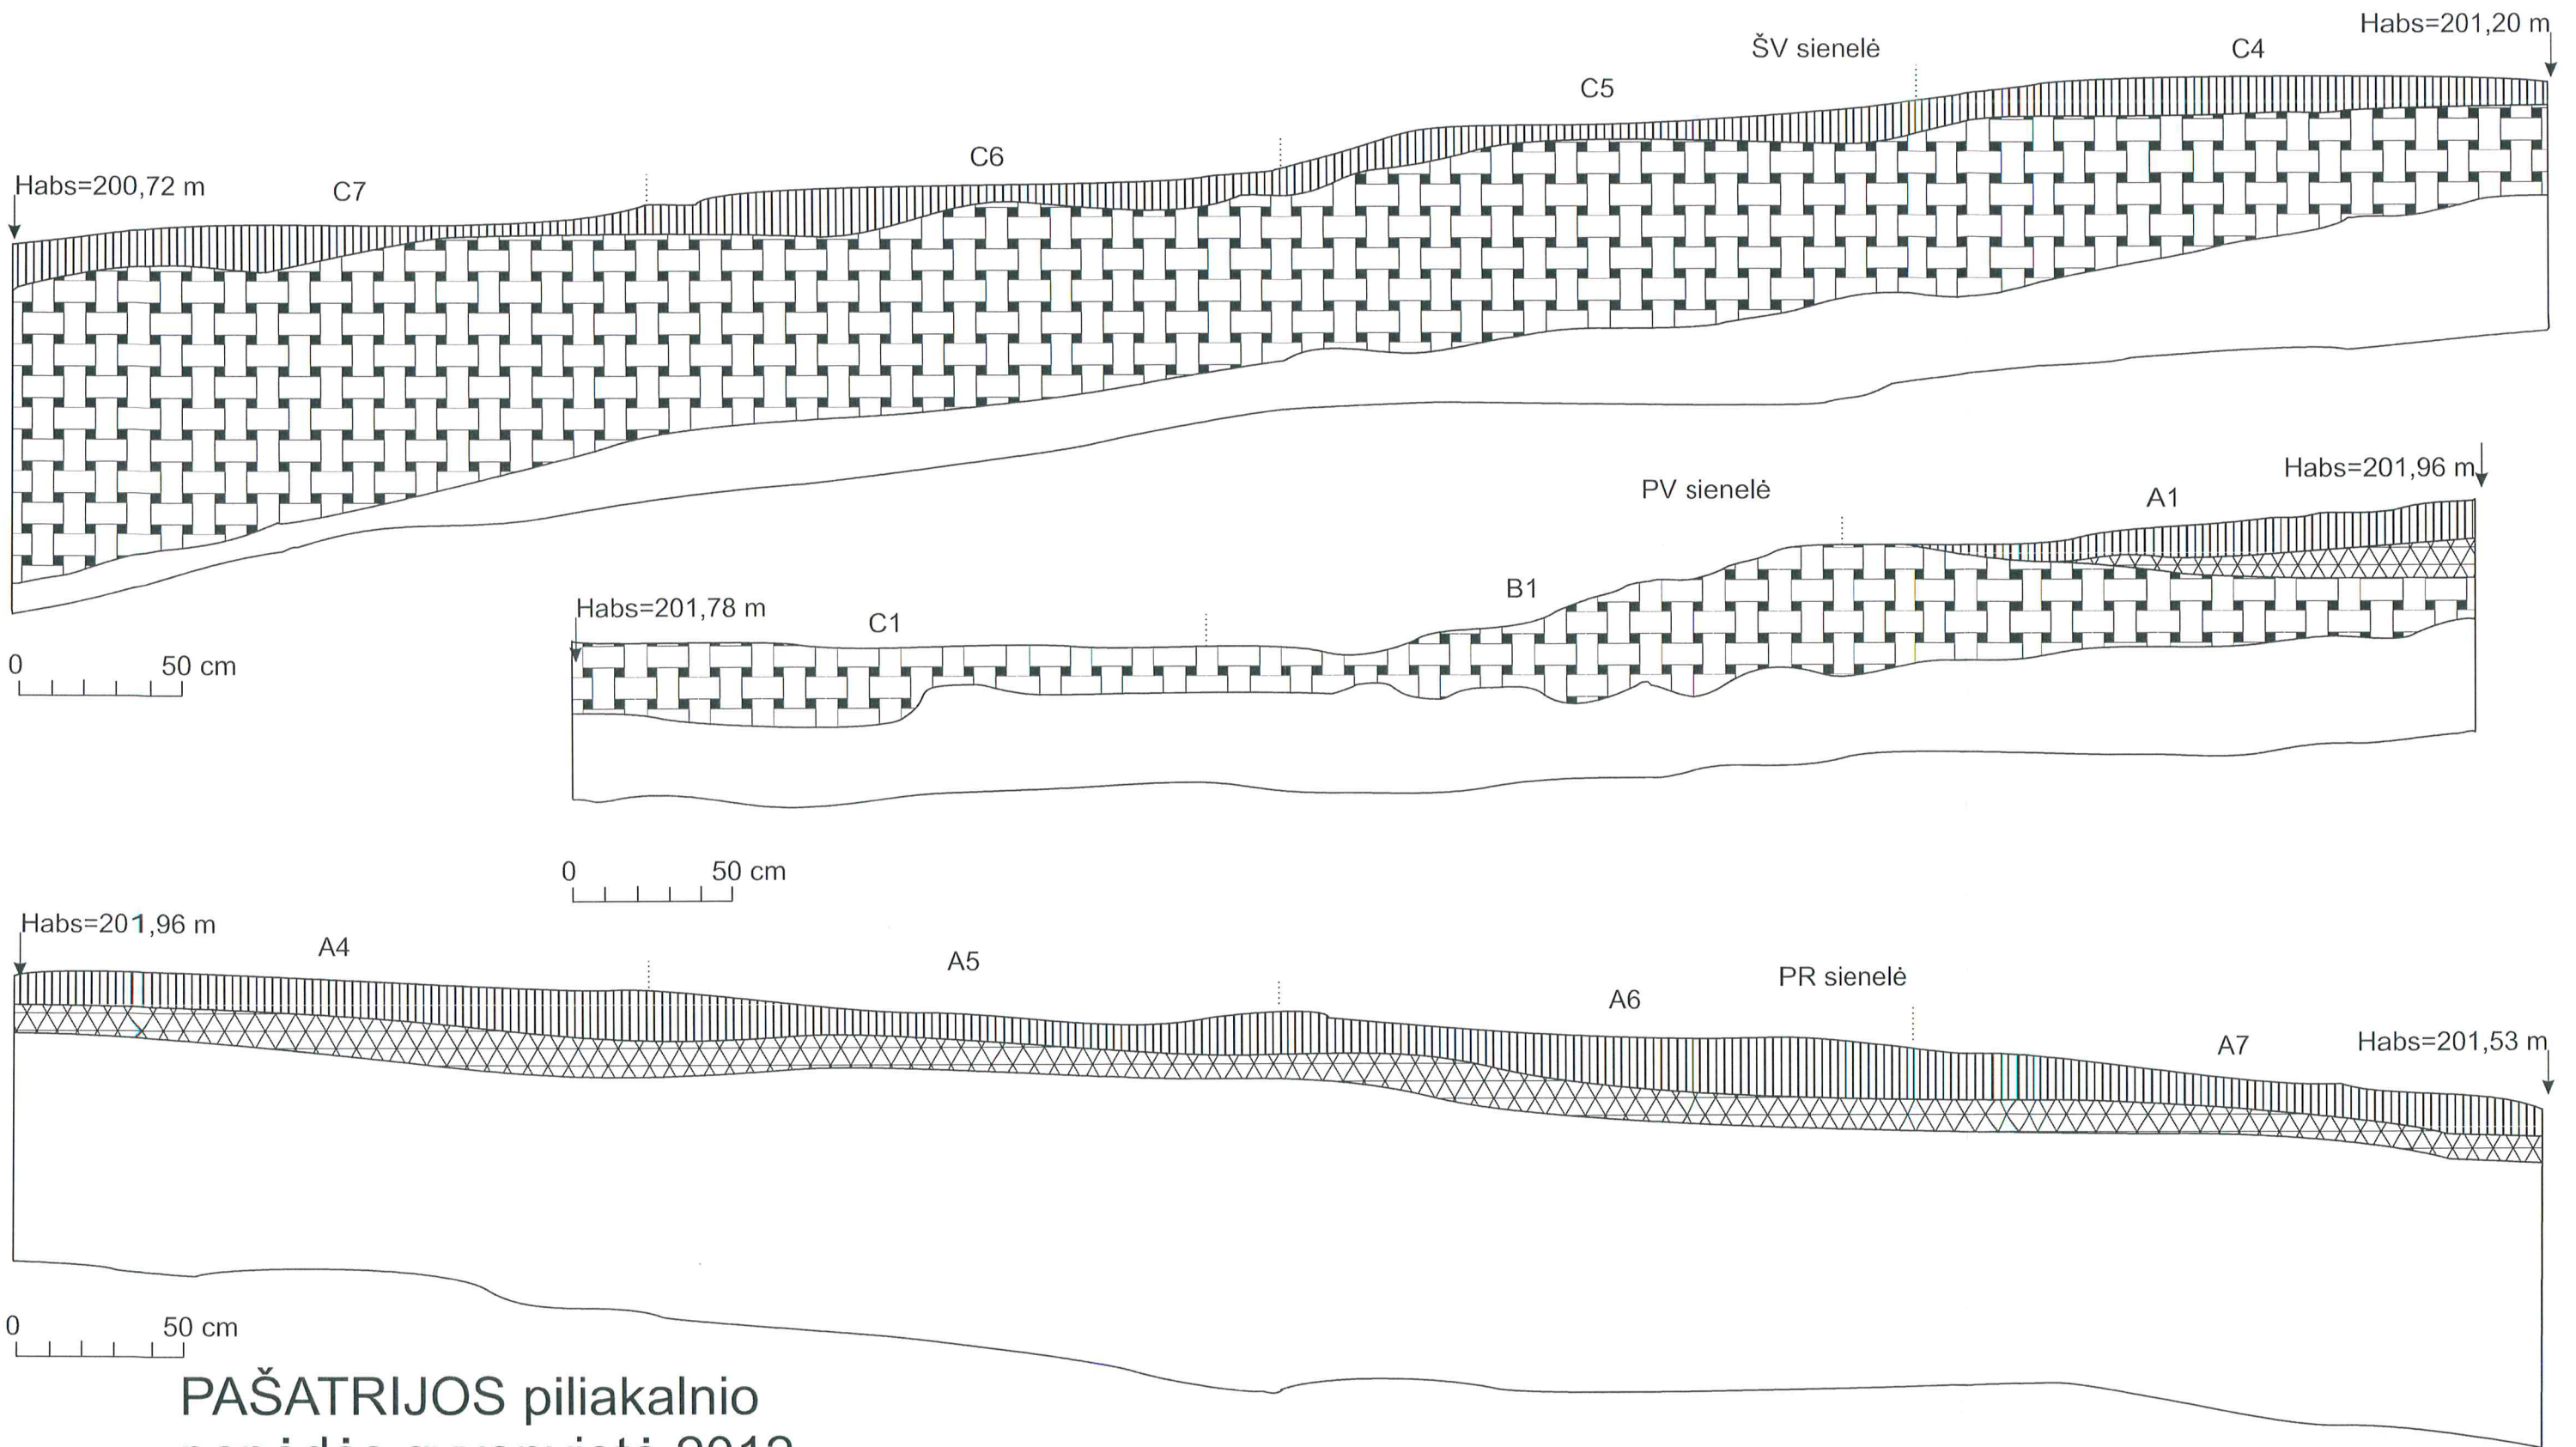 Habs=201,20 m
ŠV sienelė
C4
C5
C6
Habs=200,72 m
C7
Habs=201,96 m
PV sienelė
A1
B1
Habs=201,78 m
C1
0 50 cm
0 50 cm
Habs=201,96 m
A4
A5
PR sienelė
A6
A7
Habs=201,53 m
0 50 cm
PAŠATRIJOS piliakalnio